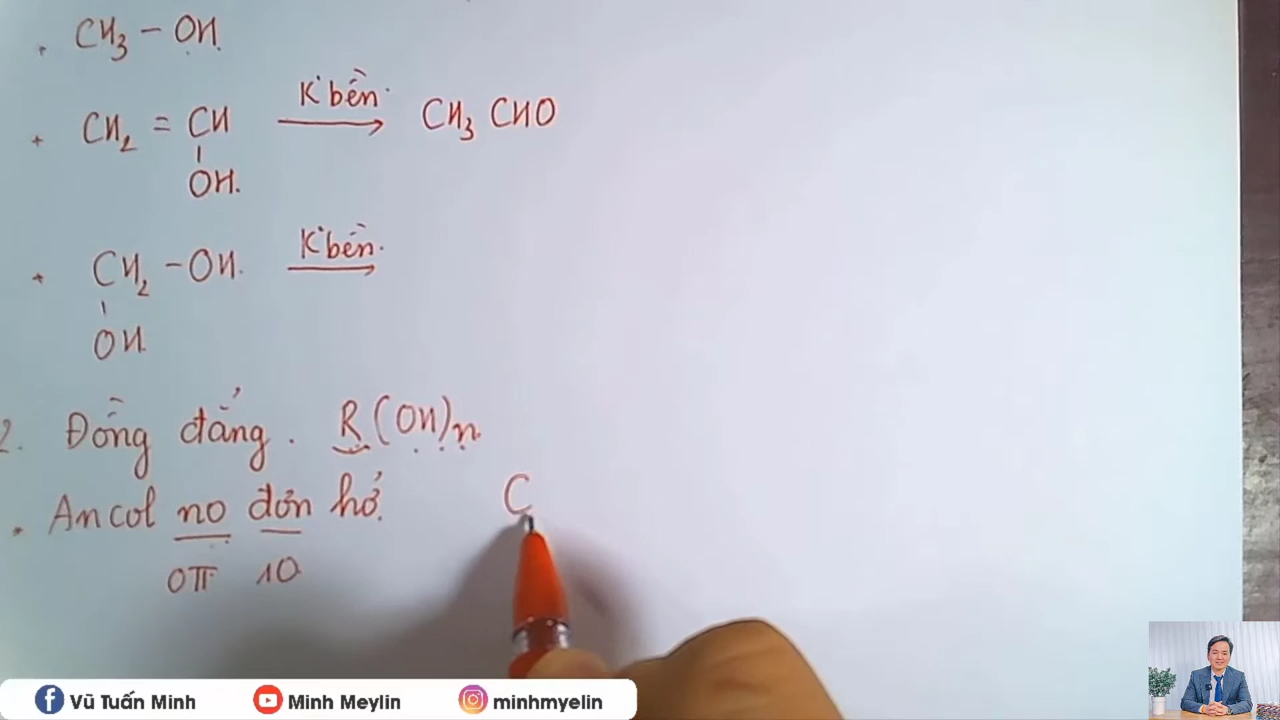 . CH₃ - OH.
+ CH₂ = CH K° bền. → CH₃ CHO
OH.
+ CH₂ - OH. K° bền. →
OH
2. Đồng đẳng. R(OH)n
. Ancol no đơn hở. C
0π 1O
Vũ Tuấn Minh Minh Meylin minhmyelin